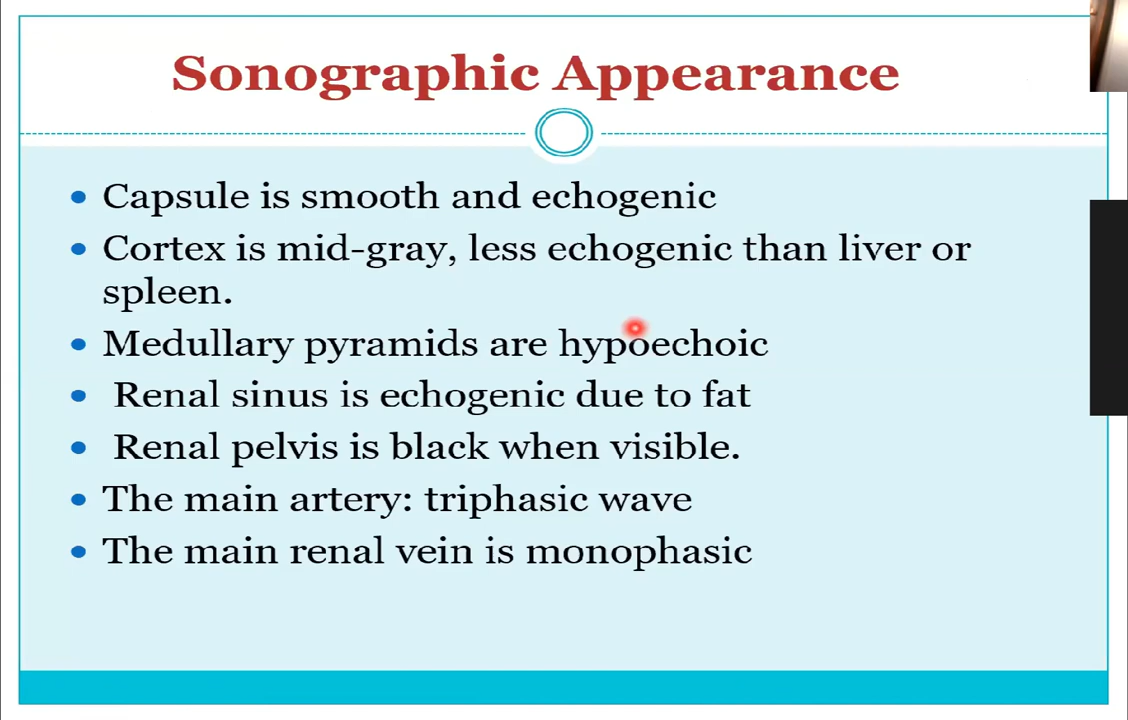 Sonographic Appearance
Capsule is smooth and echogenic
Cortex is mid-gray, less echogenic than liver or
spleen.
Medullary pyramids are hypoechoic
Renal sinus is echogenic due to fat
Renal pelvis is black when visible.
The main artery: triphasic wave
The main renal vein is monophasic